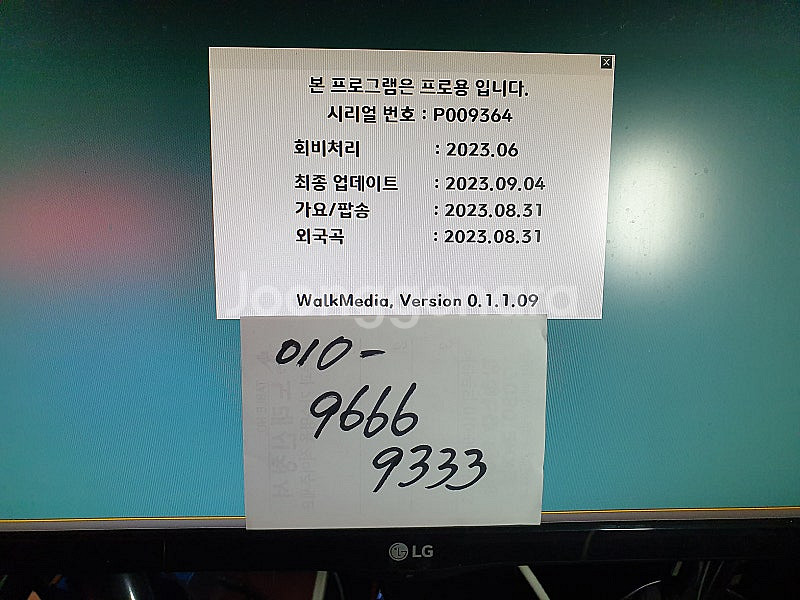 본 프로그램은 프로용 입니다.
시리얼 번호 : P009364
회비처리 : 2023.06
최종 업데이트 : 2023.09.04
가요/팝송 : 2023.08.31
외국곡 : 2023.08.31
WalkMedia, Version 0.1.1.09
Joonggonara
010-
9666
9333
LG